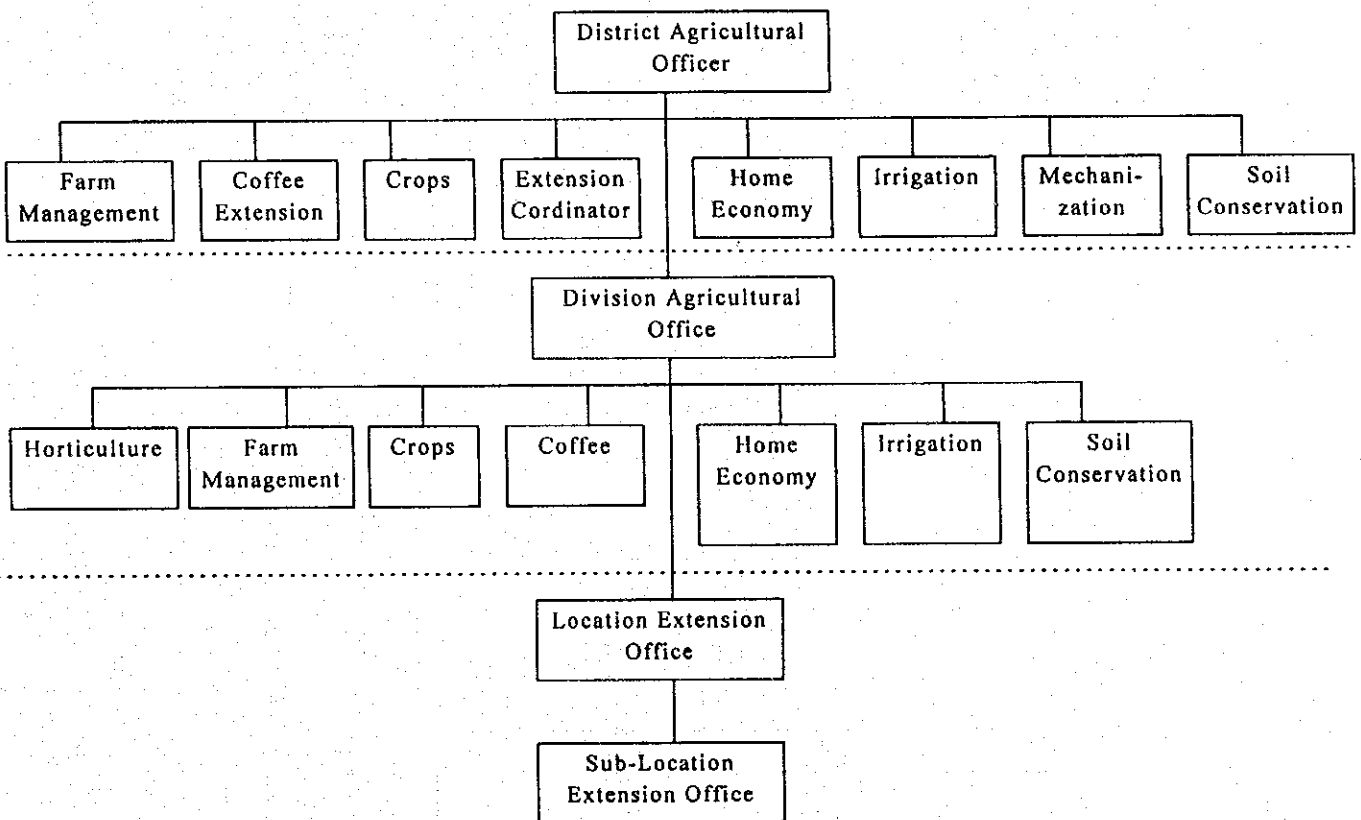 District Agricultural
Officer
Farm
Management
Coffee
Extension
Crops
Extension
Cordinator
Home
Economy
Irrigation
Mechani-
zation
Soil
Conservation
Division Agricultural
Office
Horticulture
Farm
Management
Crops
Coffee
Home
Economy
Irrigation
Soil
Conservation
Location Extension
Office
Sub-Location
Extension Office